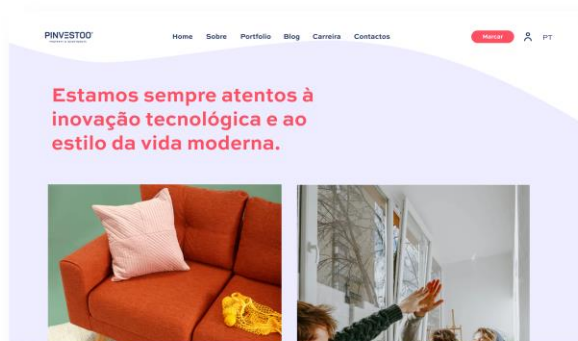 PINVESTOO
Home Sobre Portfolio Blog Carreira Contactos
Marcar
PT
Estamos sempre atentos à
inovação tecnológica e ao
estilo da vida moderna.